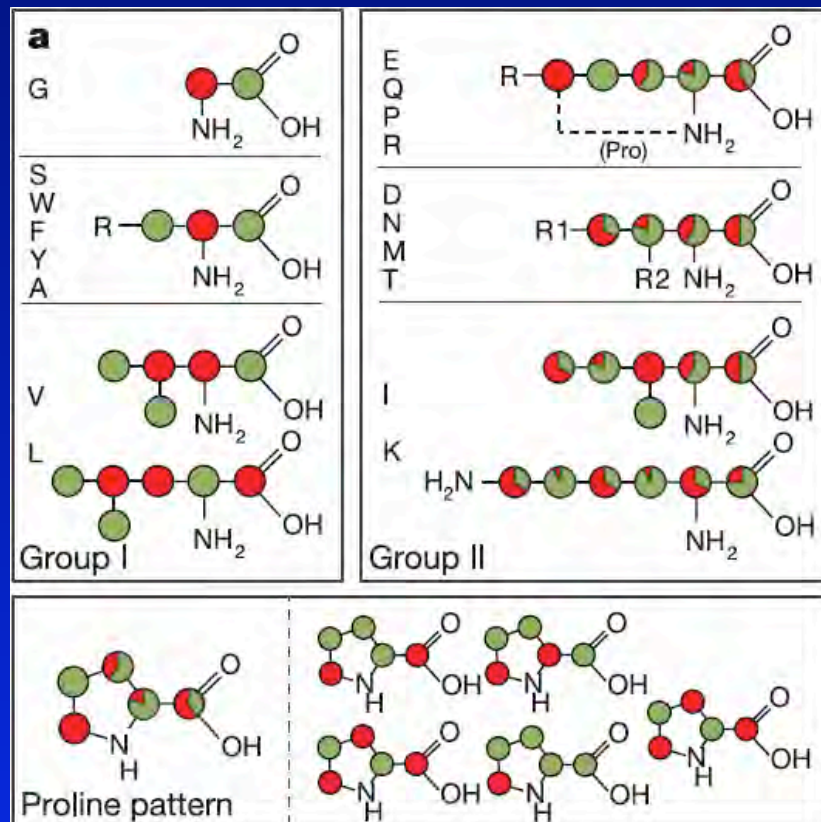 a
G
O
NH2
OH
S
W
F
Y
A
R
O
NH2
OH
V
O
NH2
OH
L
O
NH2
OH
Group I
E
Q
P
R
R
O
NH2
OH
(Pro)
D
N
M
T
R1
R2
O
NH2
OH
I
O
NH2
OH
K
H2N
O
NH2
OH
Group II
O
OH
N
H
Proline pattern
O
OH
N
H
O
OH
N
H
O
OH
N
H
O
OH
N
H
O
OH
N
H